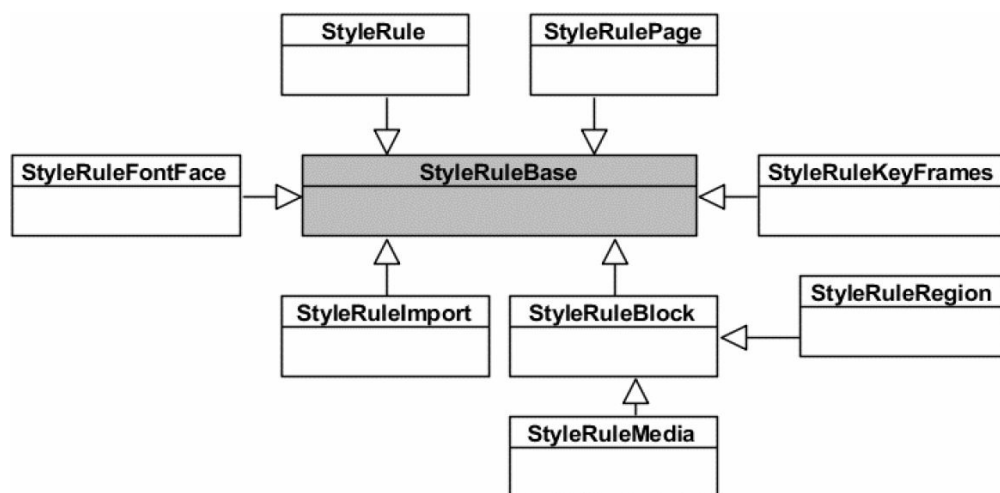 StyleRule
StyleRulePage
StyleRuleFontFace
StyleRuleBase
StyleRuleKeyFrames
StyleRuleImport
StyleRuleBlock
StyleRuleRegion
StyleRuleMedia